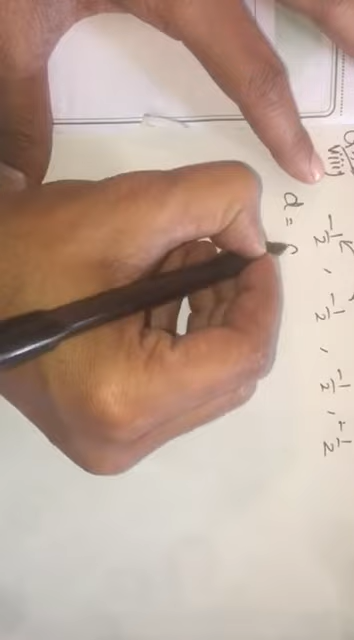 viii)
-1/2, -1/2, -1/2, -1/2
d =